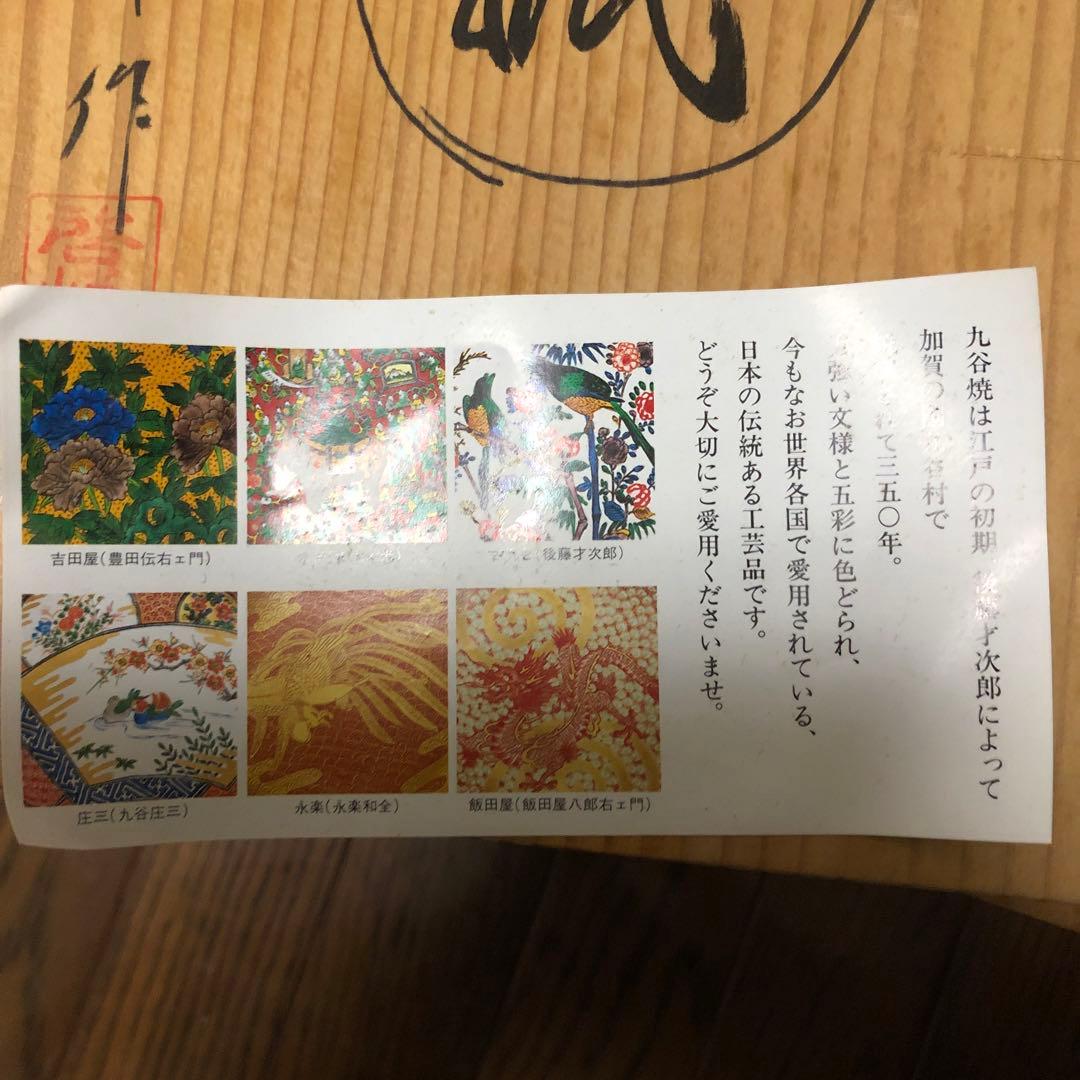 作
九谷焼は江戸の初期 才次郎によって
加賀の 谷村で
れて三五〇年。
強い文様と五彩に色どられ、
今もなお世界各国で愛用されている、
日本の伝統ある工芸品です。
どうぞ大切にご愛用くださいませ。
吉田屋(豊田伝右ェ門)
(後藤才次郎)
庄三(九谷庄三)
永楽(永楽和全)
飯田屋(飯田屋八郎右ェ門)